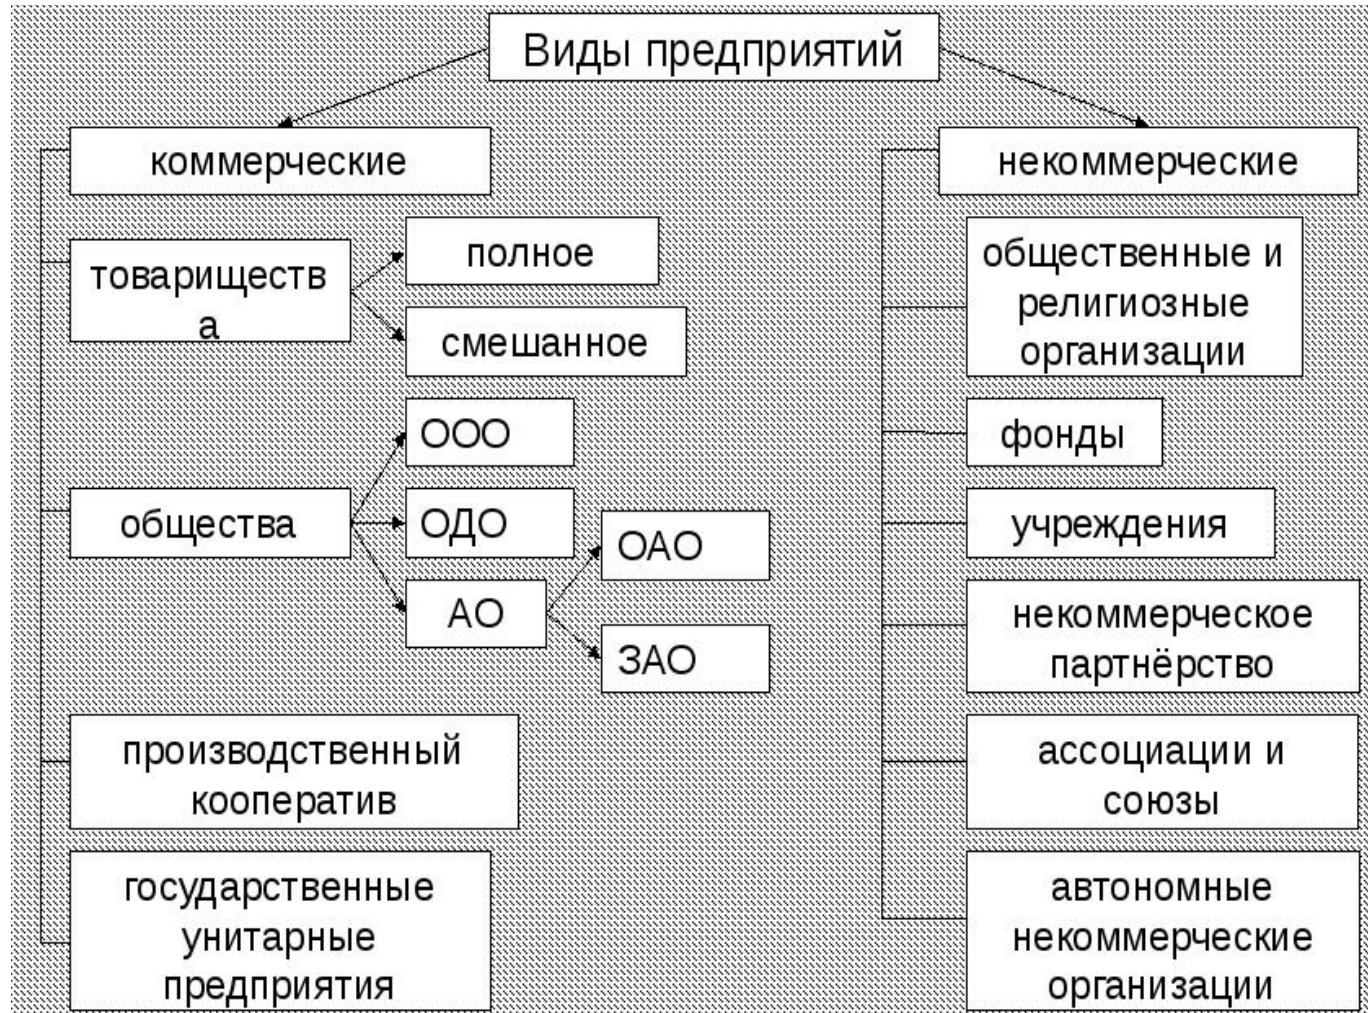 Виды предприятий
коммерческие
товариществ
а
полное
смешанное
общества
ООО
ОДО
АО
ОАО
ЗАО
производственный
кооператив
государственные
унитарные
предприятия
некоммерческие
общественные и
религиозные
организации
фонды
учреждения
некоммерческое
партнёрство
ассоциации и
союзы
автономные
некоммерческие
организации